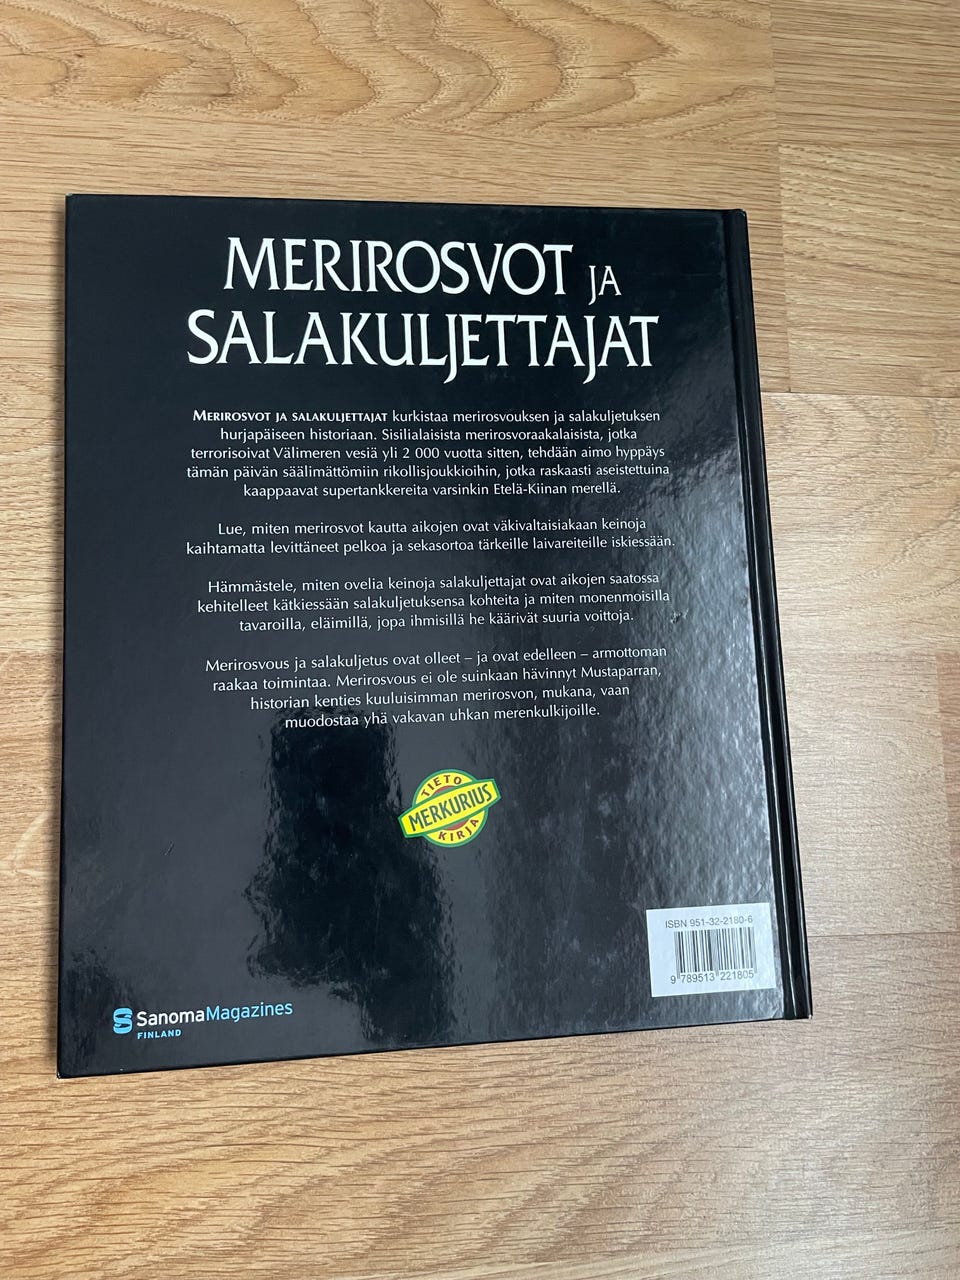 MERIROSVOT JA
SALAKULJETTAJAT
MERIROSVOT JA SALAKULJETTAJAT kurkistaa merirosvouksen ja salakuljetuksen
hurjapäiseen historiaan. Sisilialaisista merirosvoraakalaisista, jotka
terrorisoivat Välimeren vesiä yli 2 000 vuotta sitten, tehdään aimo hyppäys
tämän päivän säälimättömiin rikollisjoukkioihin, jotka raskaasti aseistettuina
kaappaavat supertankkereita varsinkin Etelä-Kiinan merellä.
Lue, miten merirosvot kautta aikojen ovat väkivaltaisiakaan keinoja
kaihtamatta levittäneet pelkoa ja sekasortoa tärkeille laivareiteille iskiessään.
Hämmästele, miten ovelia keinoja salakuljettajat ovat aikojen saatossa
kehitelleet kätkiessään salakuljetuksensa kohteita ja miten monenmoisilla
tavaroilla, eläimillä, jopa ihmisillä he käärivät suuria voittoja.
Merirosvous ja salakuljetus ovat olleet – ja ovat edelleen – armottoman
raakaa toimintaa. Merirosvous ei ole suinkaan hävinnyt Mustaparran,
historian kenties kuuluisimman merirosvon, mukana, vaan
muodostaa yhä vakavan uhkan merenkulkijoille.
TIETO
MERKURIUS
KIRJA
ISBN 951-32-2180-6
9 789513 221805
SanomaMagazines
FINLAND